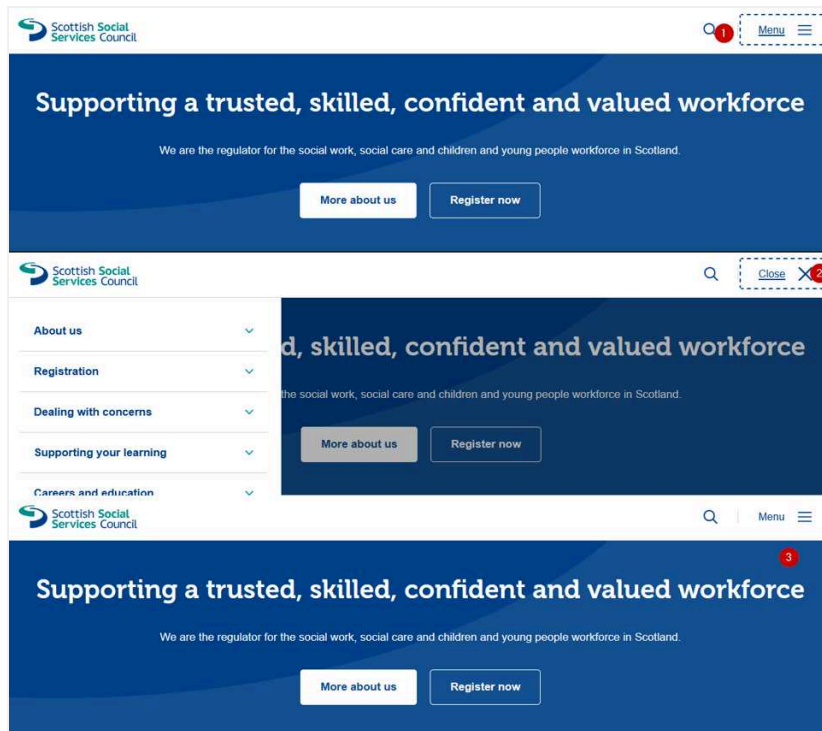 Scottish Social
Services Council
1
Menu
Supporting a trusted, skilled, confident and valued workforce
We are the regulator for the social work, social care and children and young people workforce in Scotland.
More about us
Register now
Scottish Social
Services Council
Close
2
About us
Registration
Dealing with concerns
Supporting your learning
Careers and education
d, skilled, confident and valued workforce
the social work, social care and children and young people workforce in Scotland.
More about us
Register now
Scottish Social
Services Council
Menu
3
Supporting a trusted, skilled, confident and valued workforce
We are the regulator for the social work, social care and children and young people workforce in Scotland.
More about us
Register now